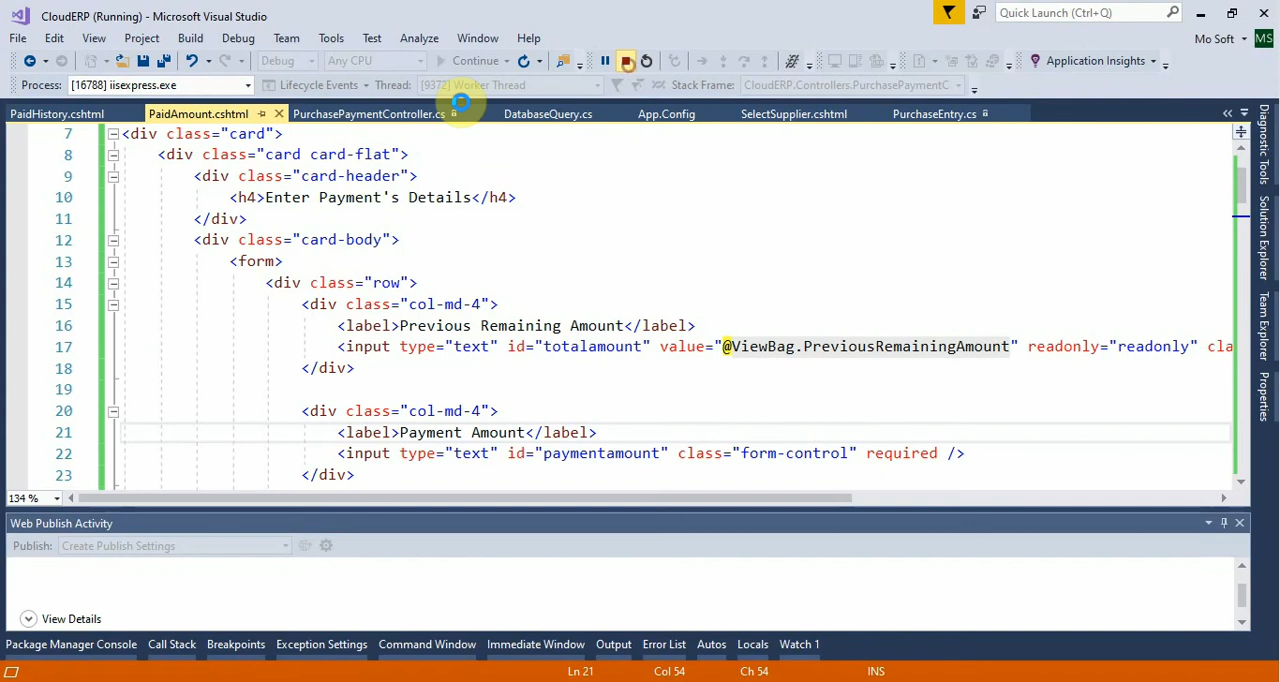 CloudERP (Running) - Microsoft Visual Studio
Quick Launch (Ctrl+Q)
File Edit View Project Build Debug Team Tools Test Analyze Window Help
Mo Soft MS
Debug Any CPU Continue Application Insights
Process: [16788] iisexpress.exe Lifecycle Events Thread: [9372] Worker Thread Stack Frame: CloudERP.Controllers.PurchasePaymentC
PaidHistory.cshtml PaidAmount.cshtml PurchasePaymentController.cs DatabaseQuery.cs App.Config SelectSupplier.cshtml PurchaseEntry.cs
7 <div class="card">
8 <div class="card card-flat">
9 <div class="card-header">
10 <h4>Enter Payment's Details</h4>
11 </div>
12 <div class="card-body">
13 <form>
14 <div class="row">
15 <div class="col-md-4">
16 <label>Previous Remaining Amount</label>
17 <input type="text" id="totalamount" value="@ViewBag.PreviousRemainingAmount" readonly="readonly" cla
18 </div>
19
20 <div class="col-md-4">
21 <label>Payment Amount</label>
22 <input type="text" id="paymentamount" class="form-control" required />
23 </div>
134 %
Diagnostic Tools
Solution Explorer
Team Explorer
Properties
Web Publish Activity
Publish: Create Publish Settings
View Details
Package Manager Console Call Stack Breakpoints Exception Settings Command Window Immediate Window Output Error List Autos Locals Watch 1
Ln 21 Col 54 Ch 54 INS